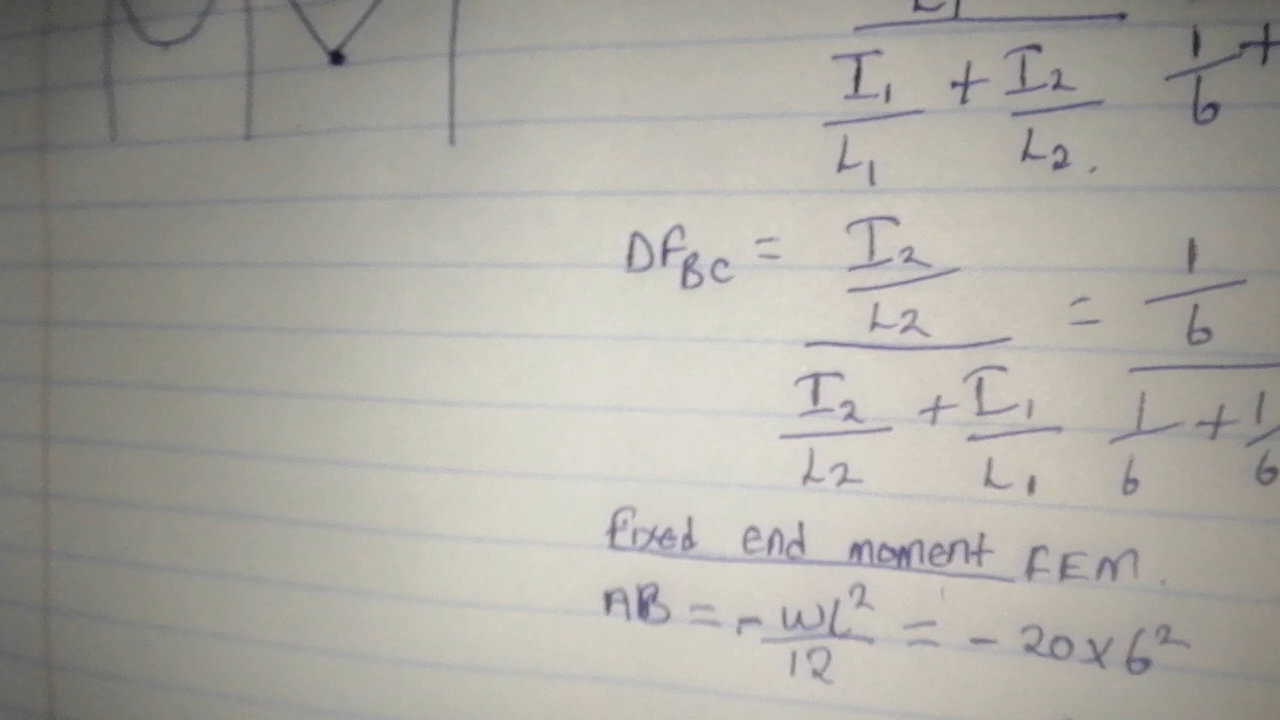 L1
I1/L1 + I2/L2. 1/6 +
DFBC = I2/L2 = 1/6
I2/L2 + I1/L1 1/6 + 1/6
fixed end moment FEM.
AB = - WL²/12 = - 20 x 6²